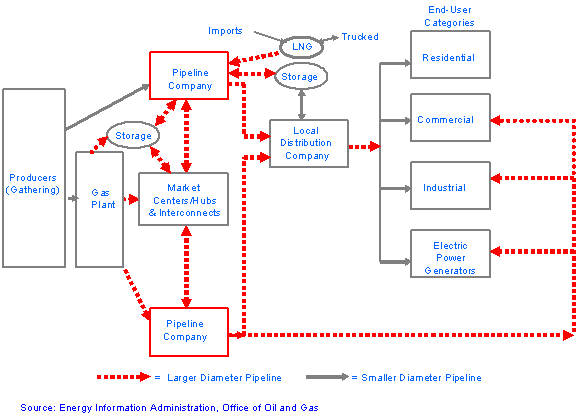 End-User
Categories
Imports
LNG
Trucked
Residential
Pipeline
Company
Storage
Commercial
Storage
Local
Distribution
Company
Producers
(Gathering)
Gas
Plant
Market
Centers/Hubs
& Interconnects
Industrial
Electric
Power
Generators
Pipeline
Company
= Larger Diameter Pipeline
= Smaller Diameter Pipeline
Source: Energy Information Administration, Office of Oil and Gas